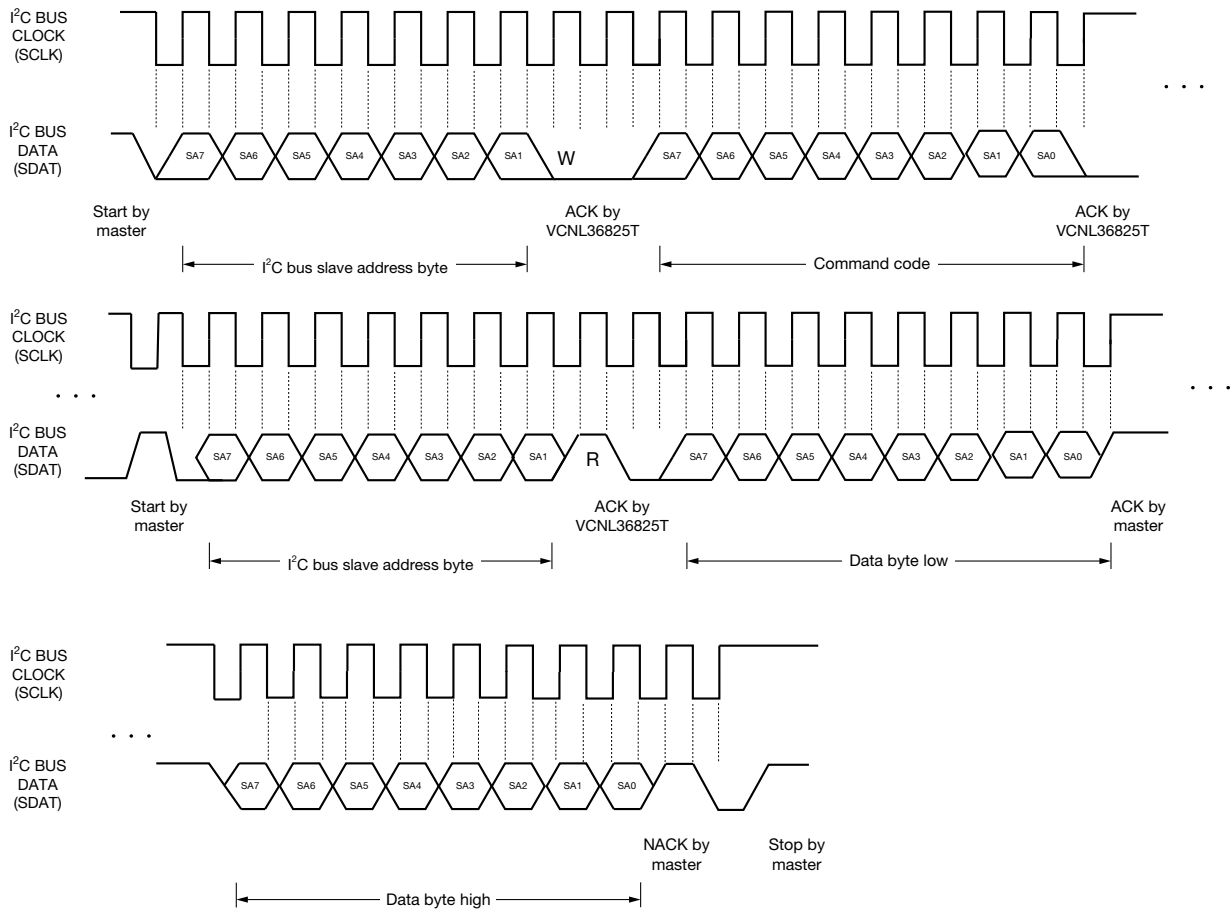 I²C BUS
CLOCK
(SCLK)
. . .
I²C BUS
DATA
(SDAT)
SA7 SA6 SA5 SA4 SA3 SA2 SA1 W SA7 SA6 SA5 SA4 SA3 SA2 SA1 SA0
Start by
master
ACK by
VCNL36825T
ACK by
VCNL36825T
I²C bus slave address byte
Command code
I²C BUS
CLOCK
(SCLK)
. . .
. . .
I²C BUS
DATA
(SDAT)
SA7 SA6 SA5 SA4 SA3 SA2 SA1 R SA7 SA6 SA5 SA4 SA3 SA2 SA1 SA0
Start by
master
ACK by
VCNL36825T
ACK by
master
I²C bus slave address byte
Data byte low
I²C BUS
CLOCK
(SCLK)
. . .
I²C BUS
DATA
(SDAT)
SA7 SA6 SA5 SA4 SA3 SA2 SA1 SA0
NACK by
master
Stop by
master
Data byte high